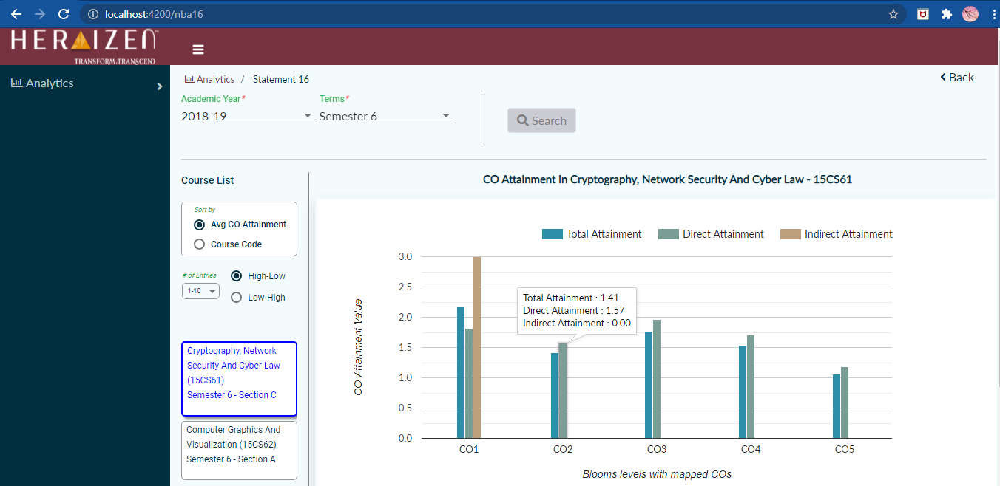 localhost:4200/nba16
HERAIZEN™
TRANSFORM.TRANSCEND
Analytics
Analytics / Statement 16
Back
Academic Year*
2018-19
Terms*
Semester 6
Search
Course List
Sort by
Avg CO Attainment
Course Code
# of Entries
1-10
High-Low
Low-High
Cryptography, Network
Security And Cyber Law
(15CS61)
Semester 6 - Section C
Computer Graphics And
Visualization (15CS62)
Semester 6 - Section A
CO Attainment in Cryptography, Network Security And Cyber Law - 15CS61
Total Attainment
Direct Attainment
Indirect Attainment
CO Attainment Value
3.0
2.5
2.0
1.5
1.0
0.5
0.0
Total Attainment : 1.41
Direct Attainment : 1.57
Indirect Attainment : 0.00
CO1 CO2 CO3 CO4 CO5
Blooms levels with mapped COs